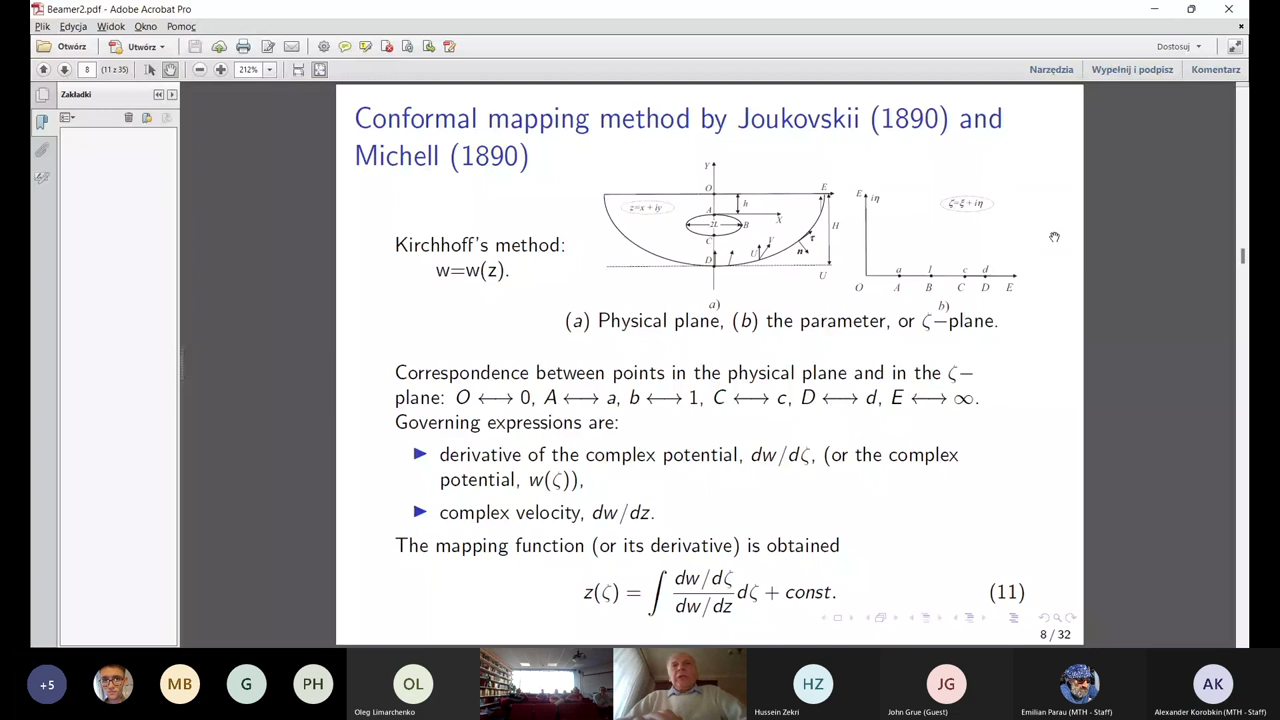 Beamer2.pdf - Adobe Acrobat Pro
Plik Edycja Widok Okno Pomoc
Otwórz Utwórz Dostosuj
8 (11 z 35) 212% Narzędzia Wypełnij i podpisz Komentarz
Zakładki
Conformal mapping method by Joukovskii (1890) and
Michell (1890)
Kirchhoff's method:
w=w(z).
Y
O E
z=x + iy
h
A X
2L B
C
H
V
τ
n
D U
U
a)
E iη
ζ=ξ + iη
a 1 c d
O A B C D E
b)
(a) Physical plane, (b) the parameter, or ζ−plane.
Correspondence between points in the physical plane and in the ζ−
plane: O ⟷ 0, A ⟷ a, b ⟷ 1, C ⟷ c, D ⟷ d, E ⟷ ∞.
Governing expressions are:
▶ derivative of the complex potential, dw/dζ, (or the complex
potential, w(ζ)),
▶ complex velocity, dw/dz.
The mapping function (or its derivative) is obtained
z(ζ) = ∫ (dw/dζ)/(dw/dz) dζ + const. (11)
8 / 32
+5 MB G PH OL HZ JG AK
Oleg Limarchenko Hussein Zekri John Grue (Guest) Emilian Parau (MTH - Staff) Alexander Korobkin (MTH - Staff)